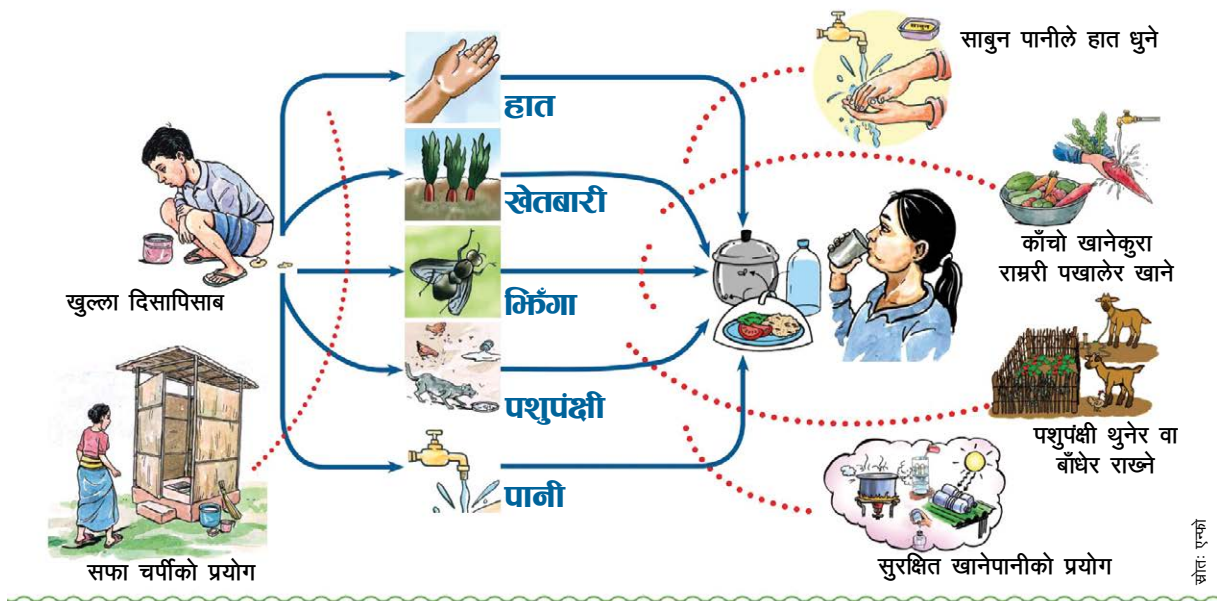 साबुन
साबुन पानीले हात धुने
हात
खेतबारी
काँचो खानेकुरा
राम्ररी पखालेर खाने
झिँगा
खुल्ला दिसापिसाब
पशुपंक्षी
पशुपंक्षी थुनेर वा
बाँधेर राख्ने
पानी
सफा चर्पीको प्रयोग
सुरक्षित खानेपानीको प्रयोग
स्रोतः एन्फो